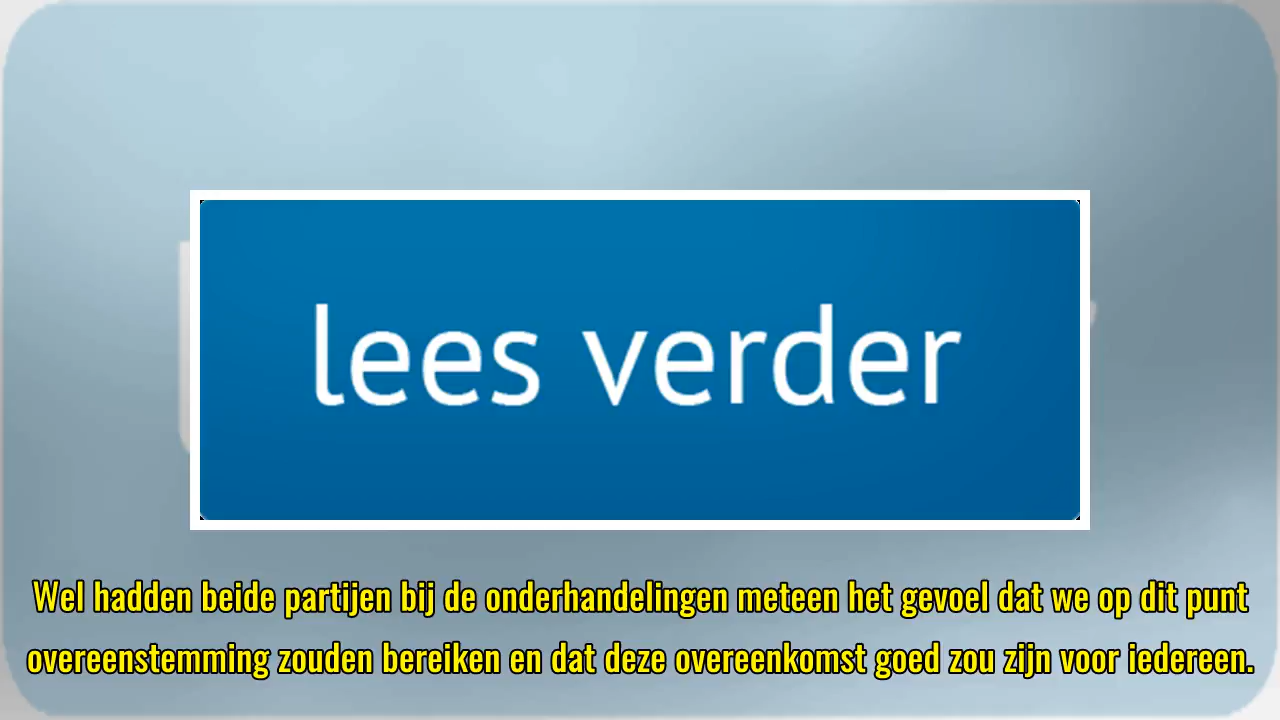 lees verder
Wel hadden beide partijen bij de onderhandelingen meteen het gevoel dat we op dit punt
overeenstemming zouden bereiken en dat deze overeenkomst goed zou zijn voor iedereen.